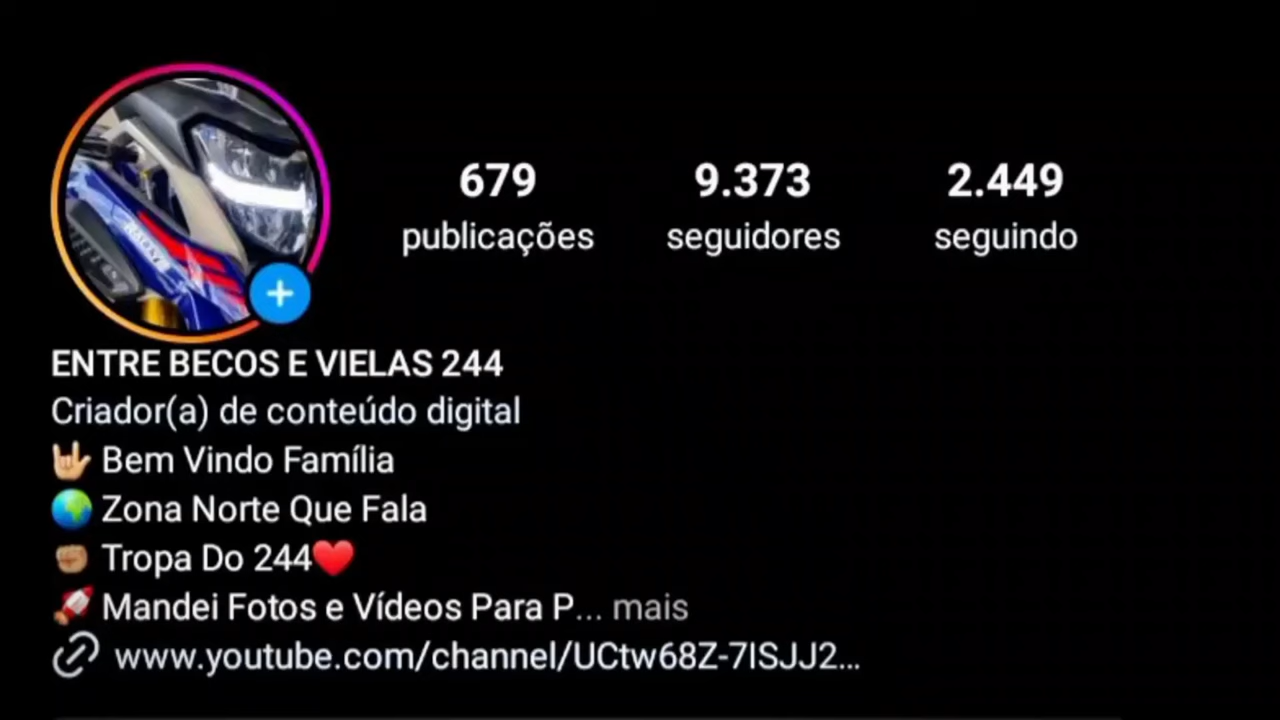 679 9.373 2.449
publicações seguidores seguindo
ENTRE BECOS E VIELAS 244
Criador(a) de conteúdo digital
🤟🏼 Bem Vindo Família
🌍 Zona Norte Que Fala
✊🏽 Tropa Do 244❤️
🚀 Mandei Fotos e Vídeos Para P... mais
www.youtube.com/channel/UCtw68Z-7ISJJ2...